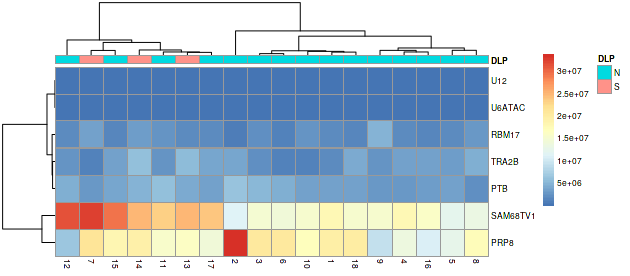 DLP
U12
U6ATAC
RBM17
TRA2B
PTB
SAM68TV1
PRP8
12 7 15 14 11 13 17 2 3 6 10 1 18 9 4 16 5 8
3e+07
2.5e+07
2e+07
1.5e+07
1e+07
5e+06
DLP
N
S